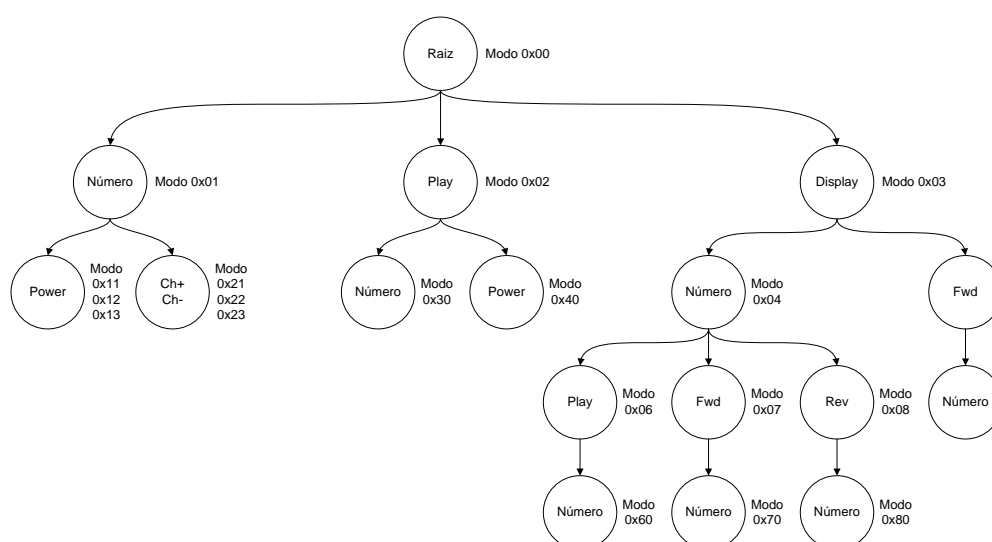 Raiz
Modo 0x00
Número
Modo 0x01
Play
Modo 0x02
Display
Modo 0x03
Power
Modo
0x11
0x12
0x13
Ch+
Ch-
Modo
0x21
0x22
0x23
Número
Modo
0x30
Power
Modo
0x40
Número
Modo
0x04
Fwd
Play
Modo
0x06
Fwd
Modo
0x07
Rev
Modo
0x08
Número
Número
Modo
0x60
Número
Modo
0x70
Número
Modo
0x80